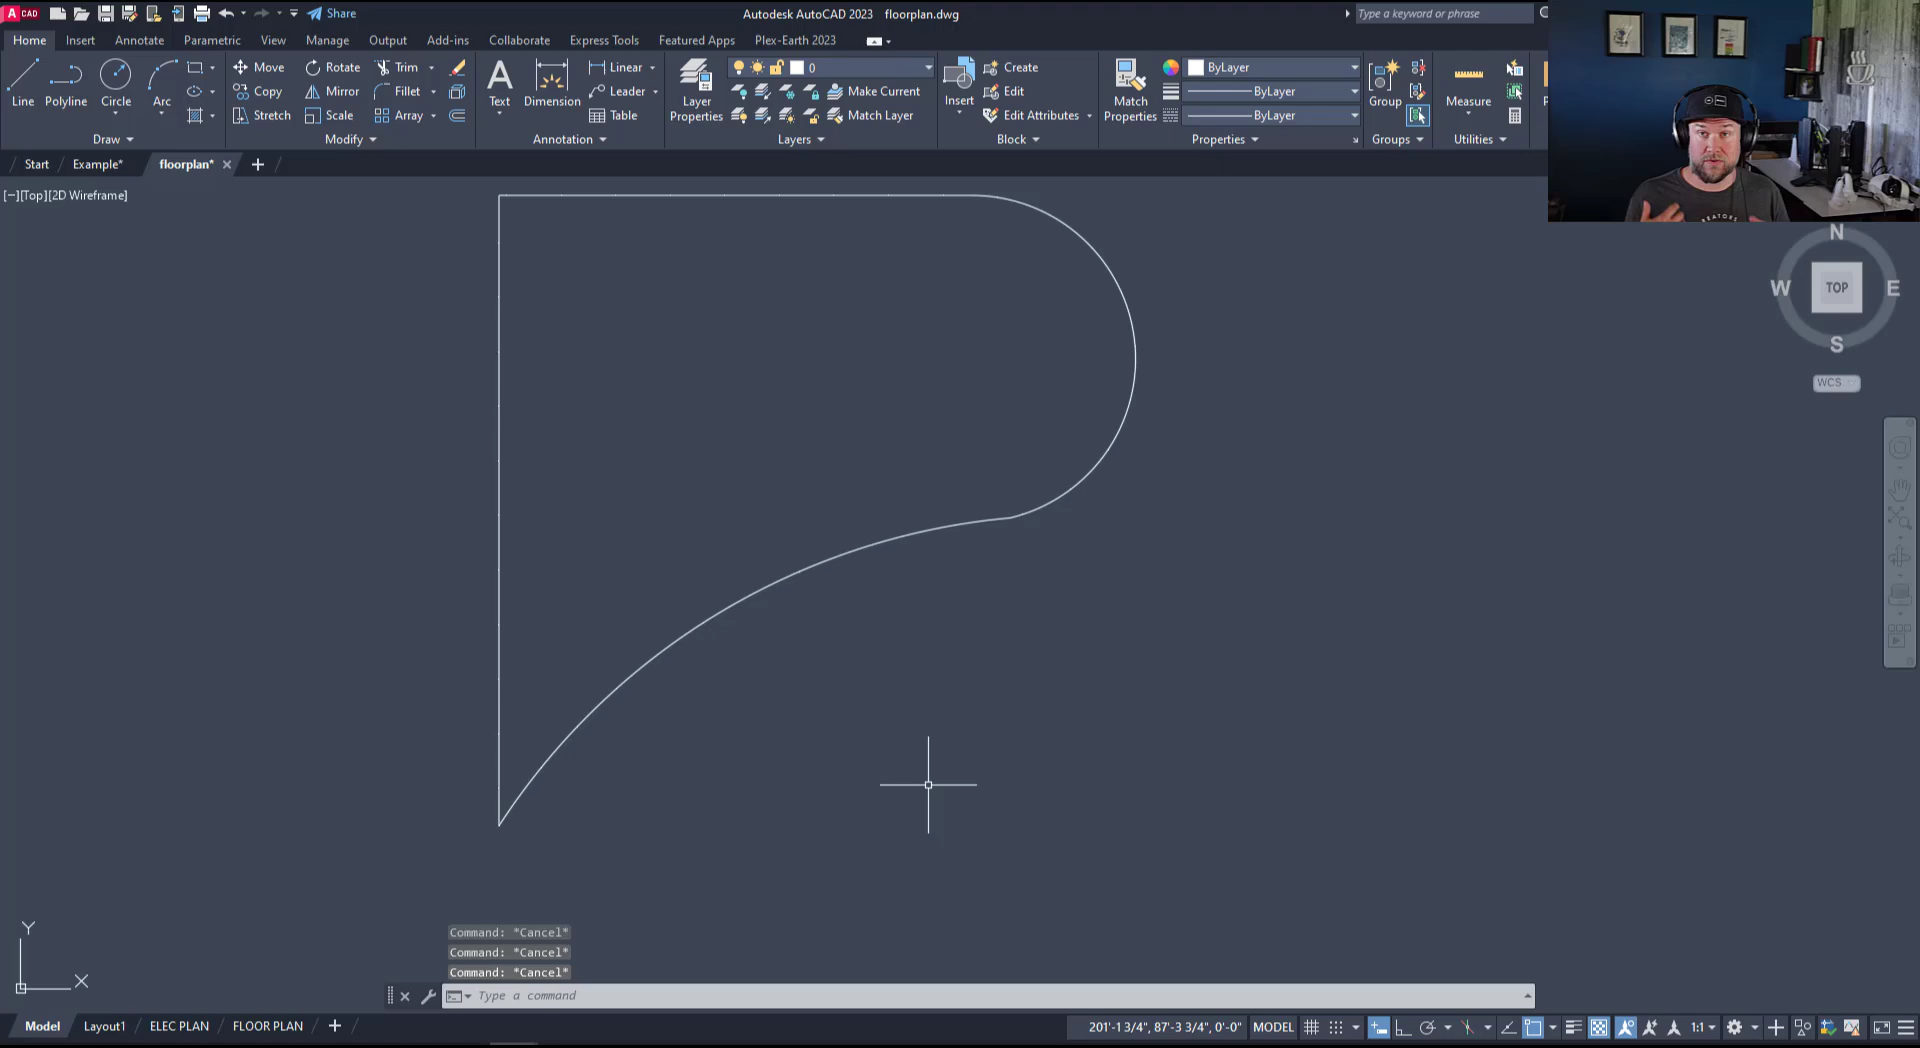 A CAD Share Autodesk AutoCAD 2023 floorplan.dwg Type a keyword or phrase
Home Insert Annotate Parametric View Manage Output Add-ins Collaborate Express Tools Featured Apps Plex-Earth 2023
Line Polyline Circle Arc
Move Rotate Trim
Copy Mirror Fillet
Stretch Scale Array
A Text Dimension
Linear
Leader
Table
Layer Properties
0
Make Current
Match Layer
Insert
Create
Edit
Edit Attributes
Match Properties
ByLayer
ByLayer
ByLayer
Group
Measure
Draw Modify Annotation Layers Block Properties Groups Utilities
Start Example* floorplan*
[−][Top][2D Wireframe]
N
W TOP E
S
WCS
Y
X
Command: *Cancel*
Command: *Cancel*
Command: *Cancel*
Type a command
Model Layout1 ELEC PLAN FLOOR PLAN 201'-1 3/4", 87'-3 3/4", 0'-0" MODEL 1:1